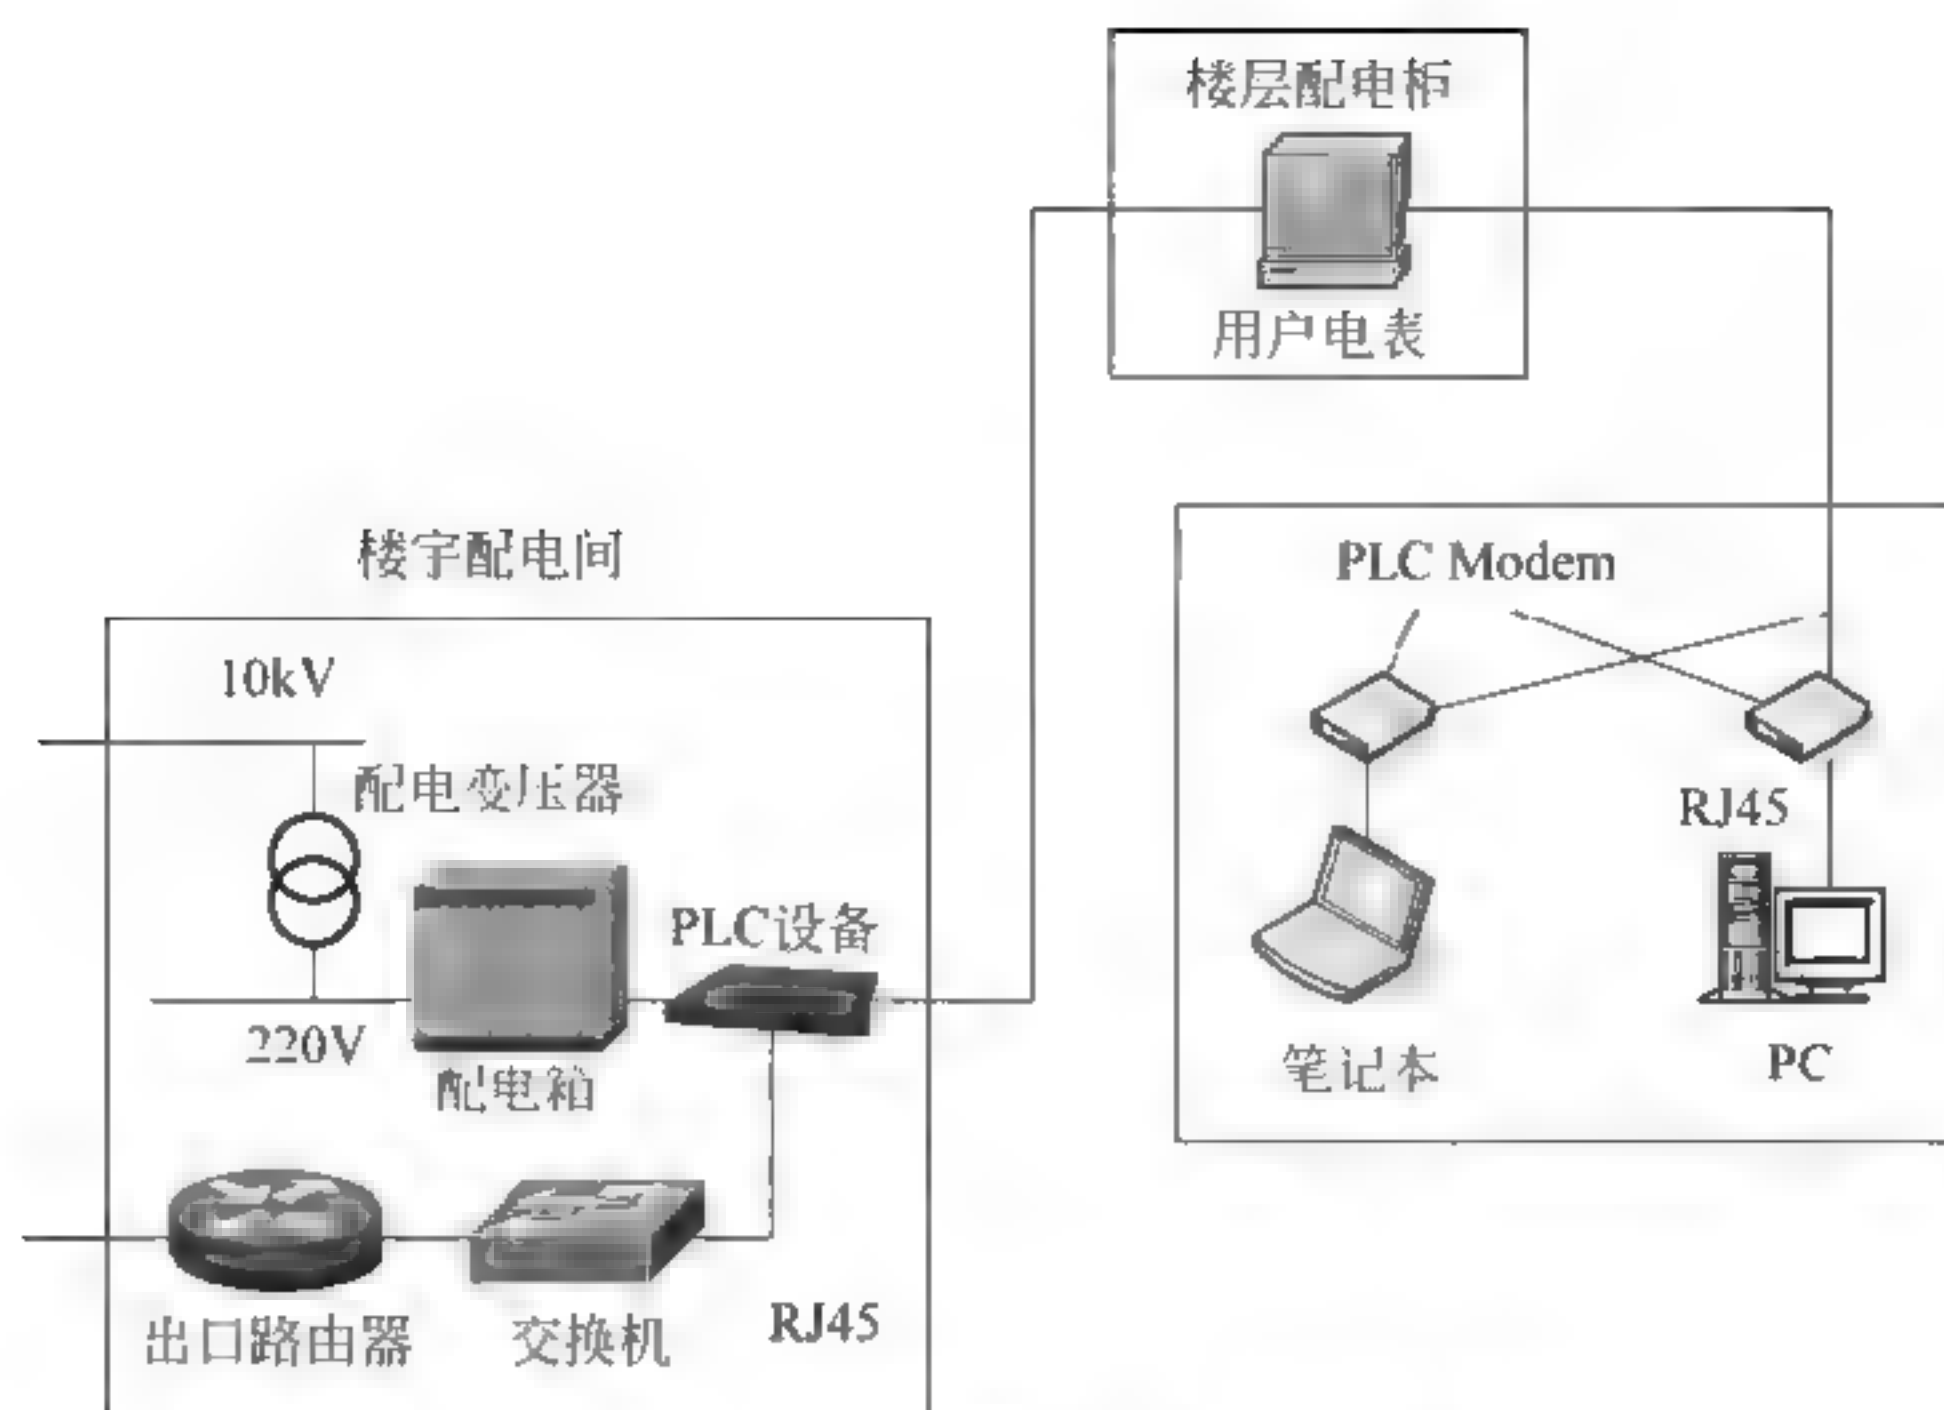 楼层配电柜
用户电表
楼宇配电间
10kV
配电变压器
PLC设备
220V
配电箱
出口路由器
交换机
RJ45
PLC Modem
RJ45
笔记本
PC